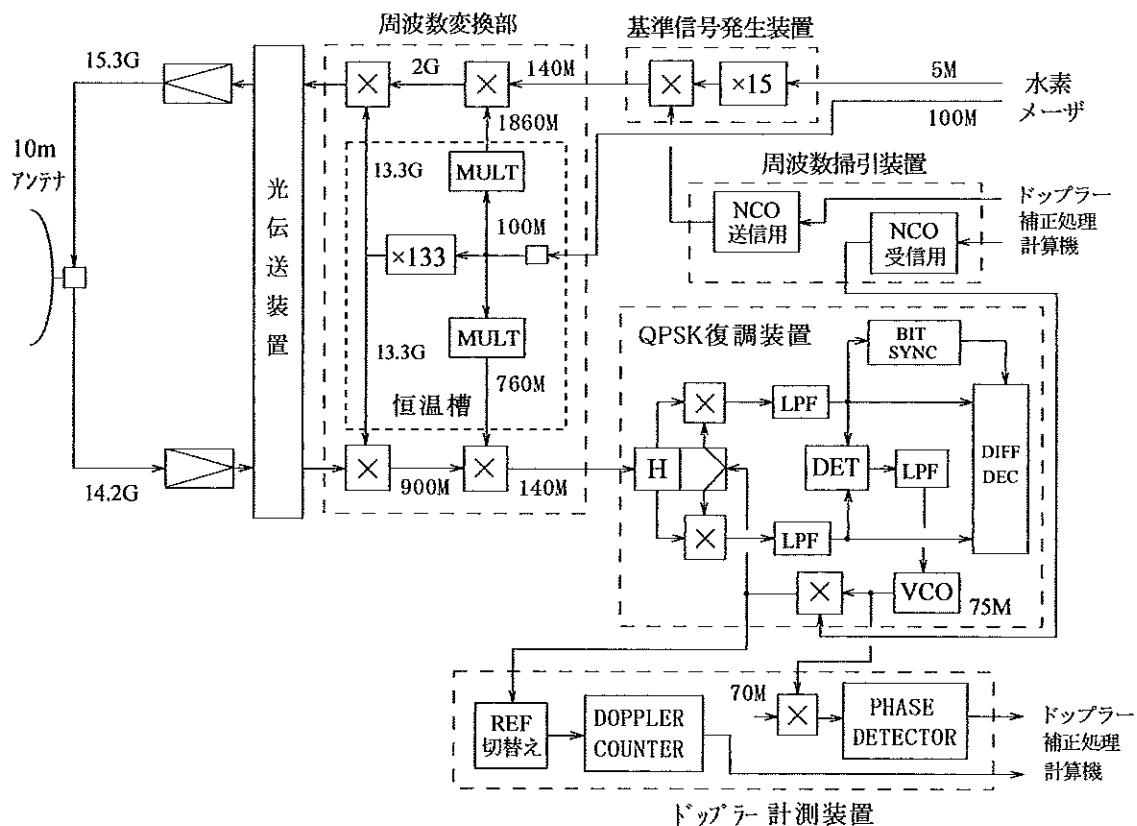 周波数変換部
基準信号発生装置
15.3G
2G
140M
×
×
×
×15
5M
水素
メーザ
100M
1860M
10m
アンテナ
光伝送装置
13.3G
MULT
100M
×133
周波数掃引装置
NCO
送信用
NCO
受信用
ドップラー
補正処理
計算機
MULT
13.3G
760M
恒温槽
QPSK復調装置
BIT
SYNC
×
LPF
14.2G
×
900M
×
140M
H
DET
LPF
DIFF
DEC
×
LPF
×
VCO
75M
REF
切替え
DOPPLER
COUNTER
70M
×
PHASE
DETECTOR
ドップラー
補正処理
計算機
ドップラー計測装置